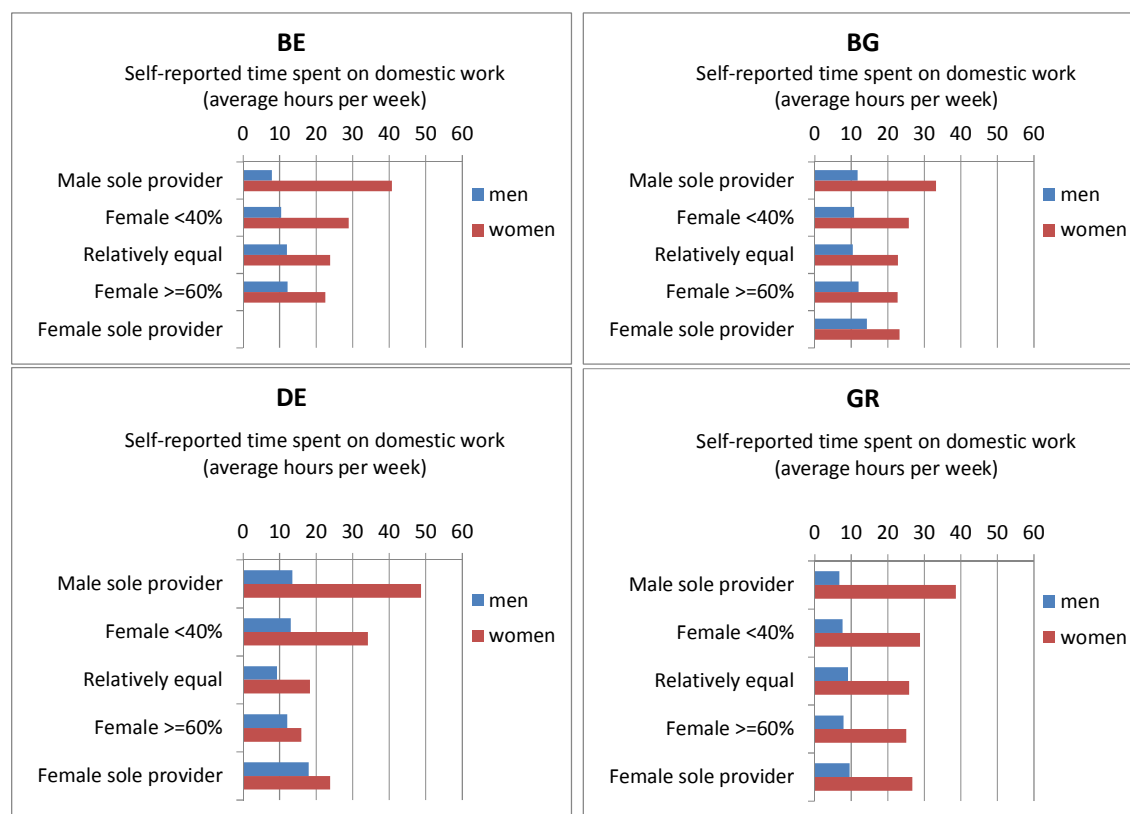 BE
Self-reported time spent on domestic work
(average hours per week)
0 10 20 30 40 50 60
Male sole provider
Female <40%
Relatively equal
Female >=60%
Female sole provider
men
women
BG
Self-reported time spent on domestic work
(average hours per week)
0 10 20 30 40 50 60
Male sole provider
Female <40%
Relatively equal
Female >=60%
Female sole provider
men
women
DE
Self-reported time spent on domestic work
(average hours per week)
0 10 20 30 40 50 60
Male sole provider
Female <40%
Relatively equal
Female >=60%
Female sole provider
men
women
GR
Self-reported time spent on domestic work
(average hours per week)
0 10 20 30 40 50 60
Male sole provider
Female <40%
Relatively equal
Female >=60%
Female sole provider
men
women